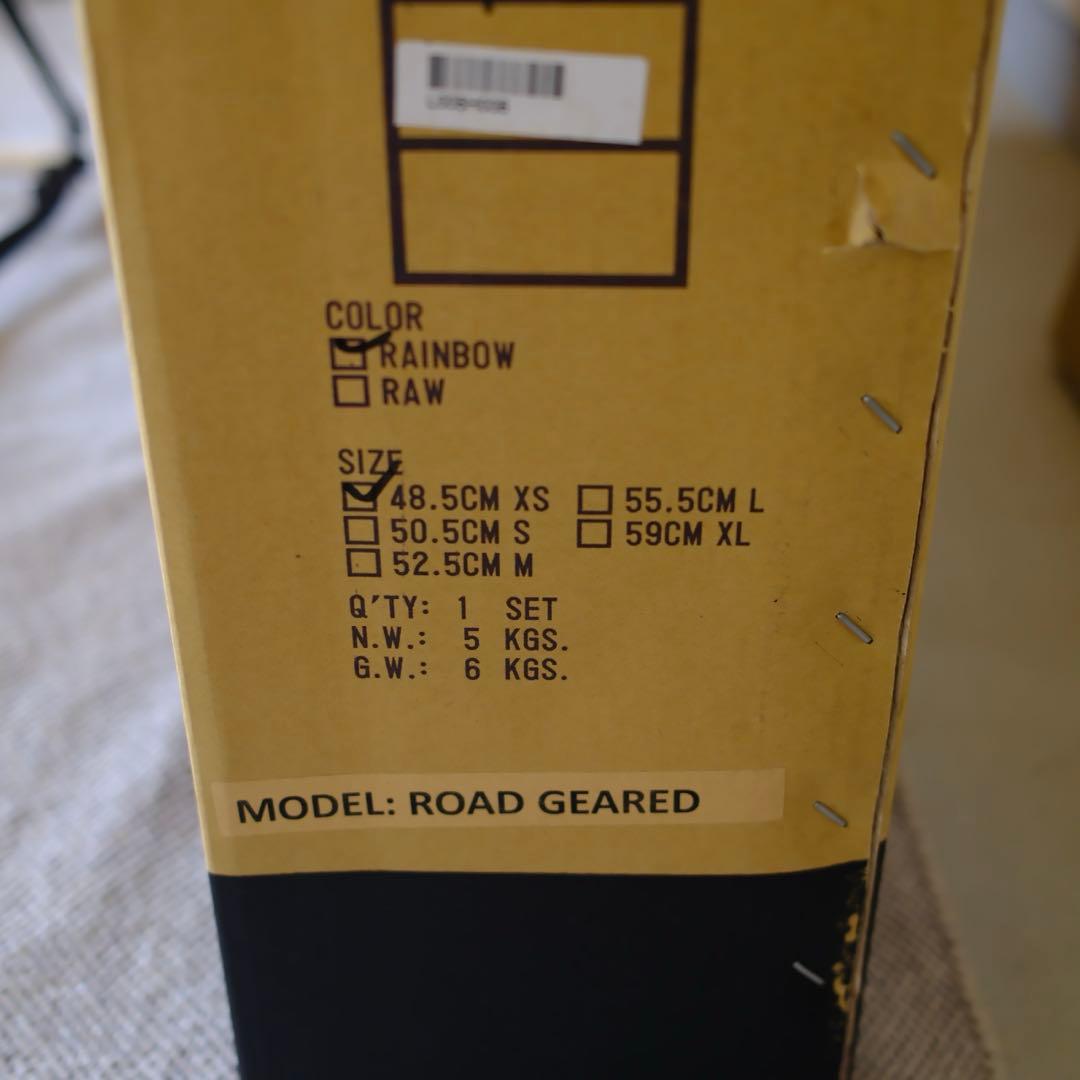 COLOR
RAINBOW
RAW
SIZE
48.5CM XS 55.5CM L
50.5CM S 59CM XL
52.5CM M
Q'TY: 1 SET
N.W.: 5 KGS.
G.W.: 6 KGS.
MODEL: ROAD GEARED